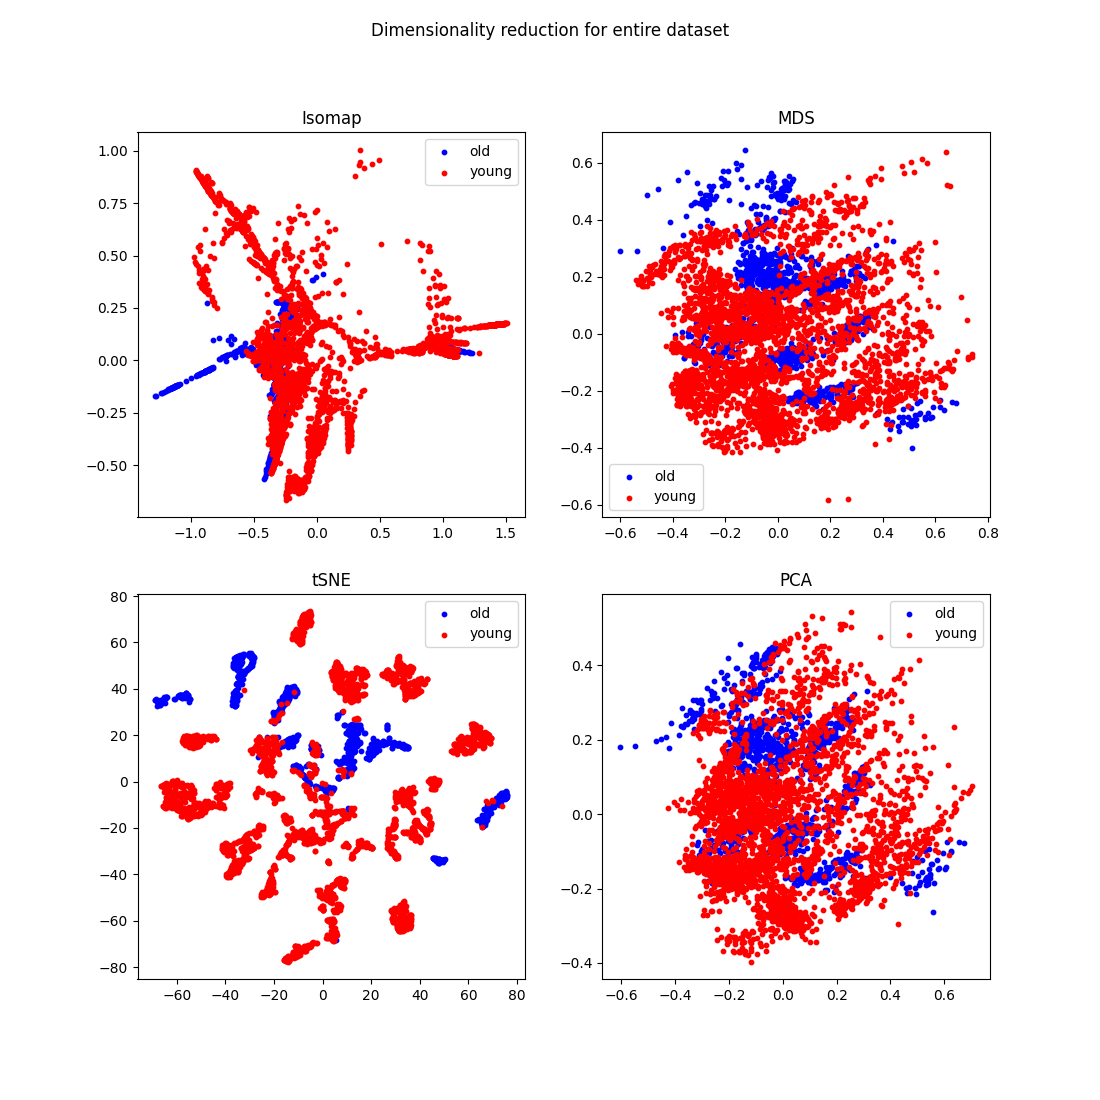 Dimensionality reduction for entire dataset
Isomap
old
young
1.00
0.75
0.50
0.25
0.00
−0.25
−0.50
−1.0 −0.5 0.0 0.5 1.0 1.5
MDS
old
young
0.6
0.4
0.2
0.0
−0.2
−0.4
−0.6
−0.6 −0.4 −0.2 0.0 0.2 0.4 0.6 0.8
tSNE
old
young
80
60
40
20
0
−20
−40
−60
−80
−60 −40 −20 0 20 40 60 80
PCA
old
young
0.4
0.2
0.0
−0.2
−0.4
−0.6 −0.4 −0.2 0.0 0.2 0.4 0.6